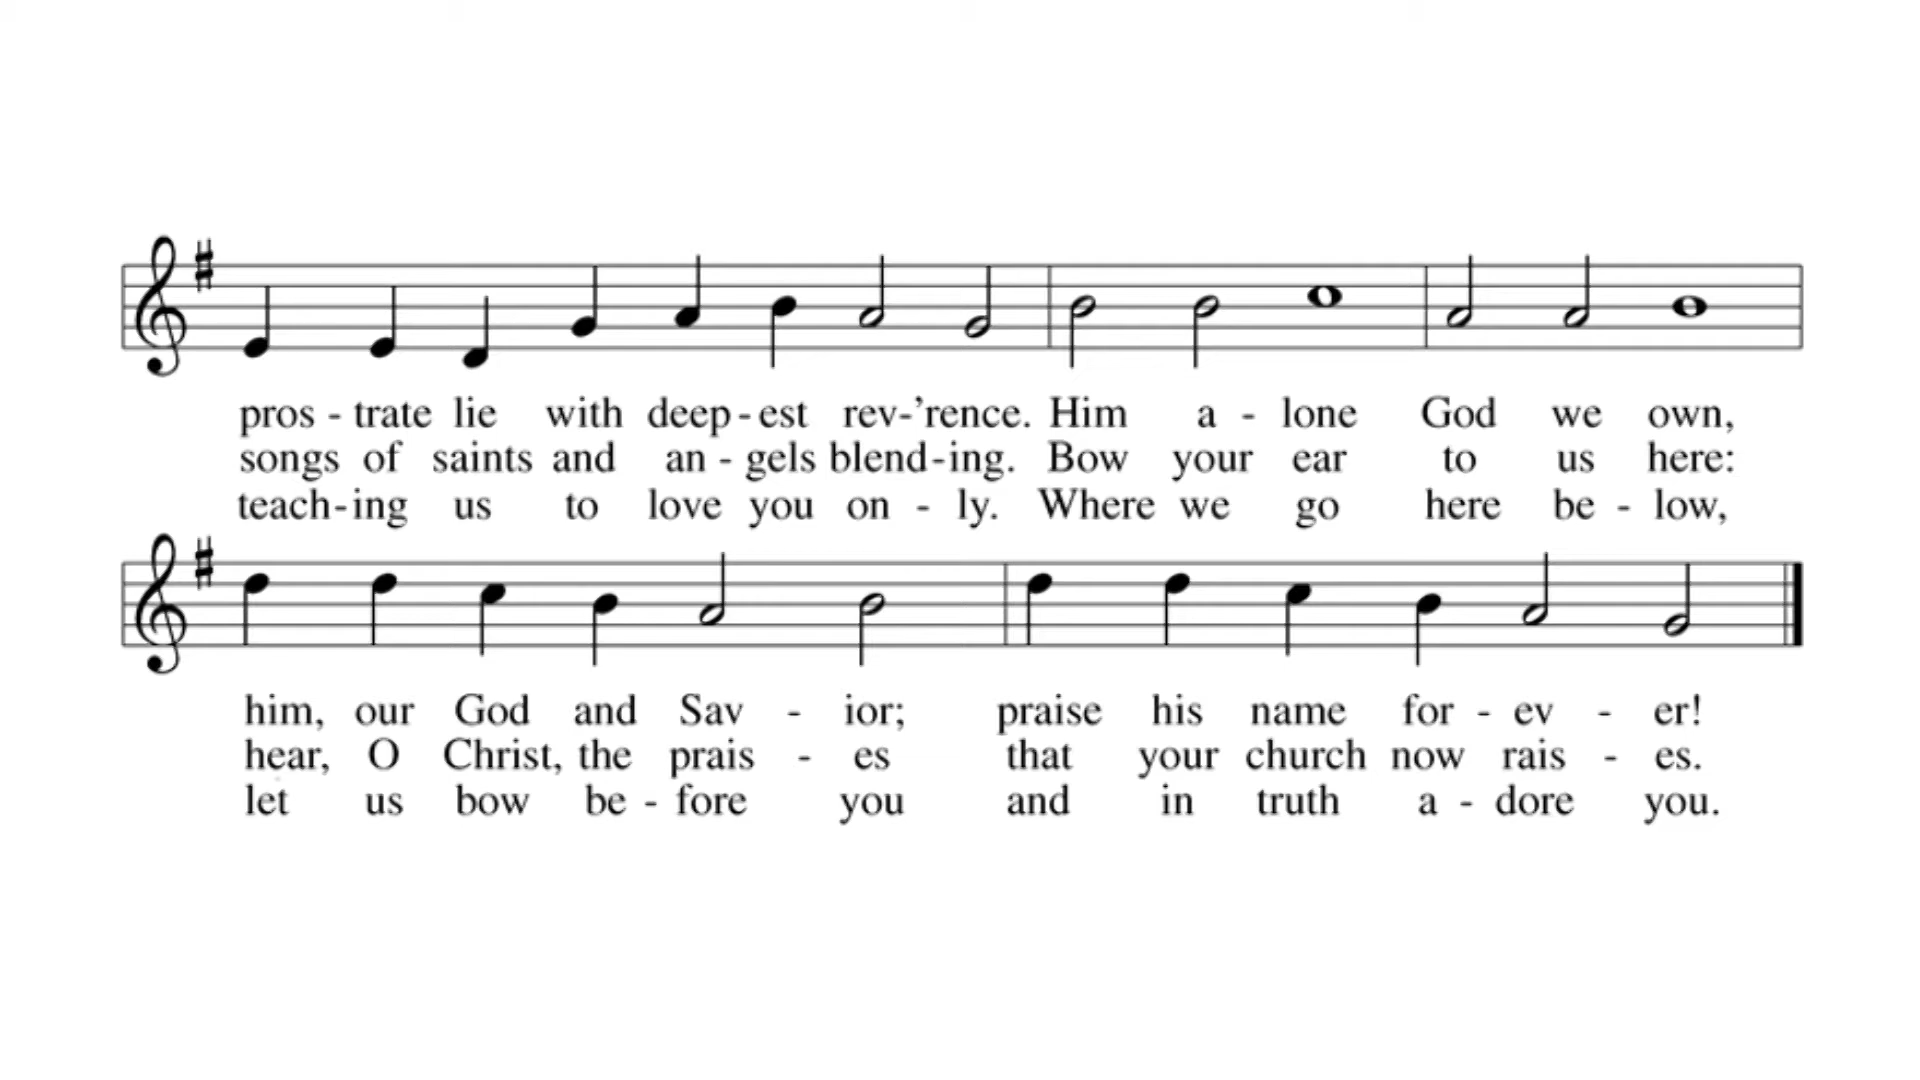 pros - trate lie with deep - est rev-'rence. Him a - lone God we own,
songs of saints and an - gels blend-ing. Bow your ear to us here:
teach-ing us to love you on - ly. Where we go here be - low,
him, our God and Sav - ior; praise his name for - ev - er!
hear, O Christ, the prais - es that your church now rais - es.
let us bow be - fore you and in truth a - dore you.